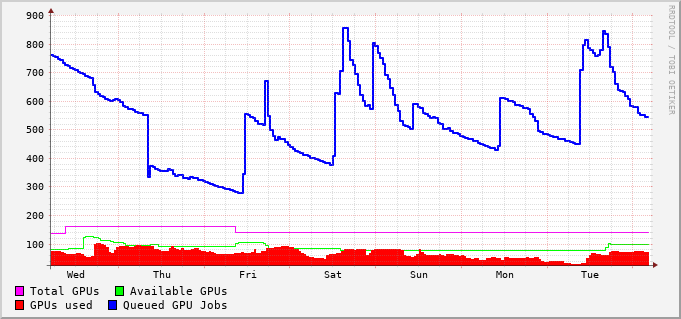 900
800
700
600
500
400
300
200
100
Wed Thu Fri Sat Sun Mon Tue
Total GPUs Available GPUs
GPUs used Queued GPU Jobs
RRDTOOL / TOBI OETIKER